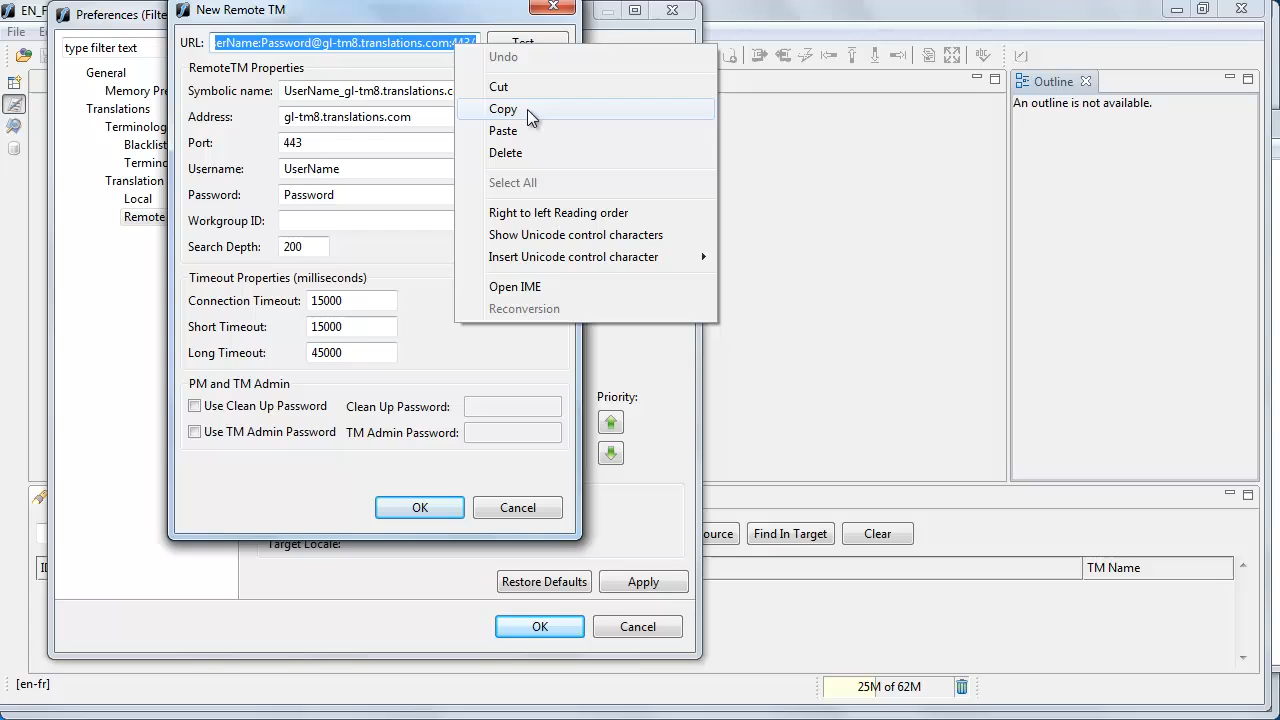 EN_F
Preferences (Filte
New Remote TM
File
type filter text
General
Memory Pr
Translations
Terminolog
Blacklist
Termino
Translation
Local
Remote
URL:
erName:Password@gl-tm8.translations.com:443/
Test
RemoteTM Properties
Symbolic name:
UserName_gl-tm8.translations.c
Address:
gl-tm8.translations.com
Port:
443
Username:
UserName
Password:
Password
Workgroup ID:
Search Depth:
200
Timeout Properties (milliseconds)
Connection Timeout:
15000
Short Timeout:
15000
Long Timeout:
45000
PM and TM Admin
Use Clean Up Password
Clean Up Password:
Use TM Admin Password
TM Admin Password:
OK
Cancel
Undo
Cut
Copy
Paste
Delete
Select All
Right to left Reading order
Show Unicode control characters
Insert Unicode control character
Open IME
Reconversion
Priority:
Target Locale:
Restore Defaults
Apply
OK
Cancel
Outline
An outline is not available.
ource
Find In Target
Clear
TM Name
[en-fr]
25M of 62M